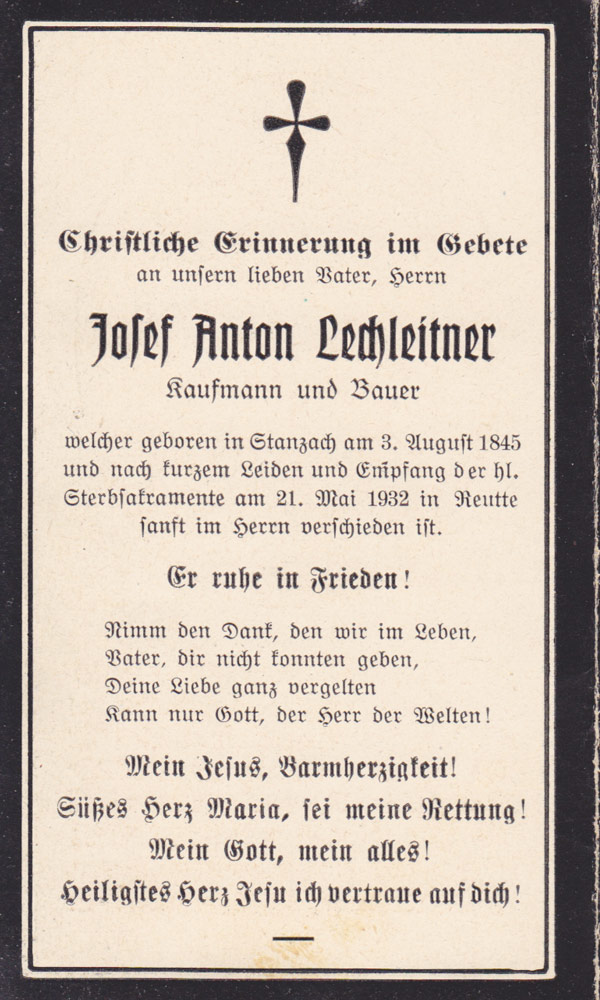 Christliche Erinnerung im Gebete
an unsern lieben Vater, Herrn
Josef Anton Lechleitner
Kaufmann und Bauer
welcher geboren in Stanzach am 3. August 1845
und nach kurzem Leiden und Empfang der hl.
Sterbsakramente am 21. Mai 1932 in Reutte
sanft im Herrn verschieden ist.
Er ruhe in Frieden!
Nimm den Dank, den wir im Leben,
Vater, dir nicht konnten geben,
Deine Liebe ganz vergelten
Kann nur Gott, der Herr der Welten!
Mein Jesus, Barmherzigkeit!
Süßes Herz Maria, sei meine Rettung!
Mein Gott, mein alles!
Heiligstes Herz Jesu ich vertraue auf dich!